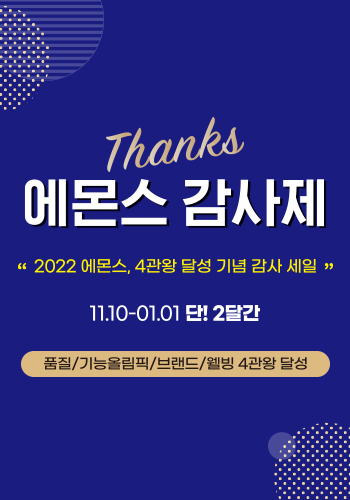 Thanks
에몬스 감사제
“ 2022 에몬스, 4관왕 달성 기념 감사 세일 ”
11.10-01.01 단! 2달간
품질/기능올림픽/브랜드/웰빙 4관왕 달성